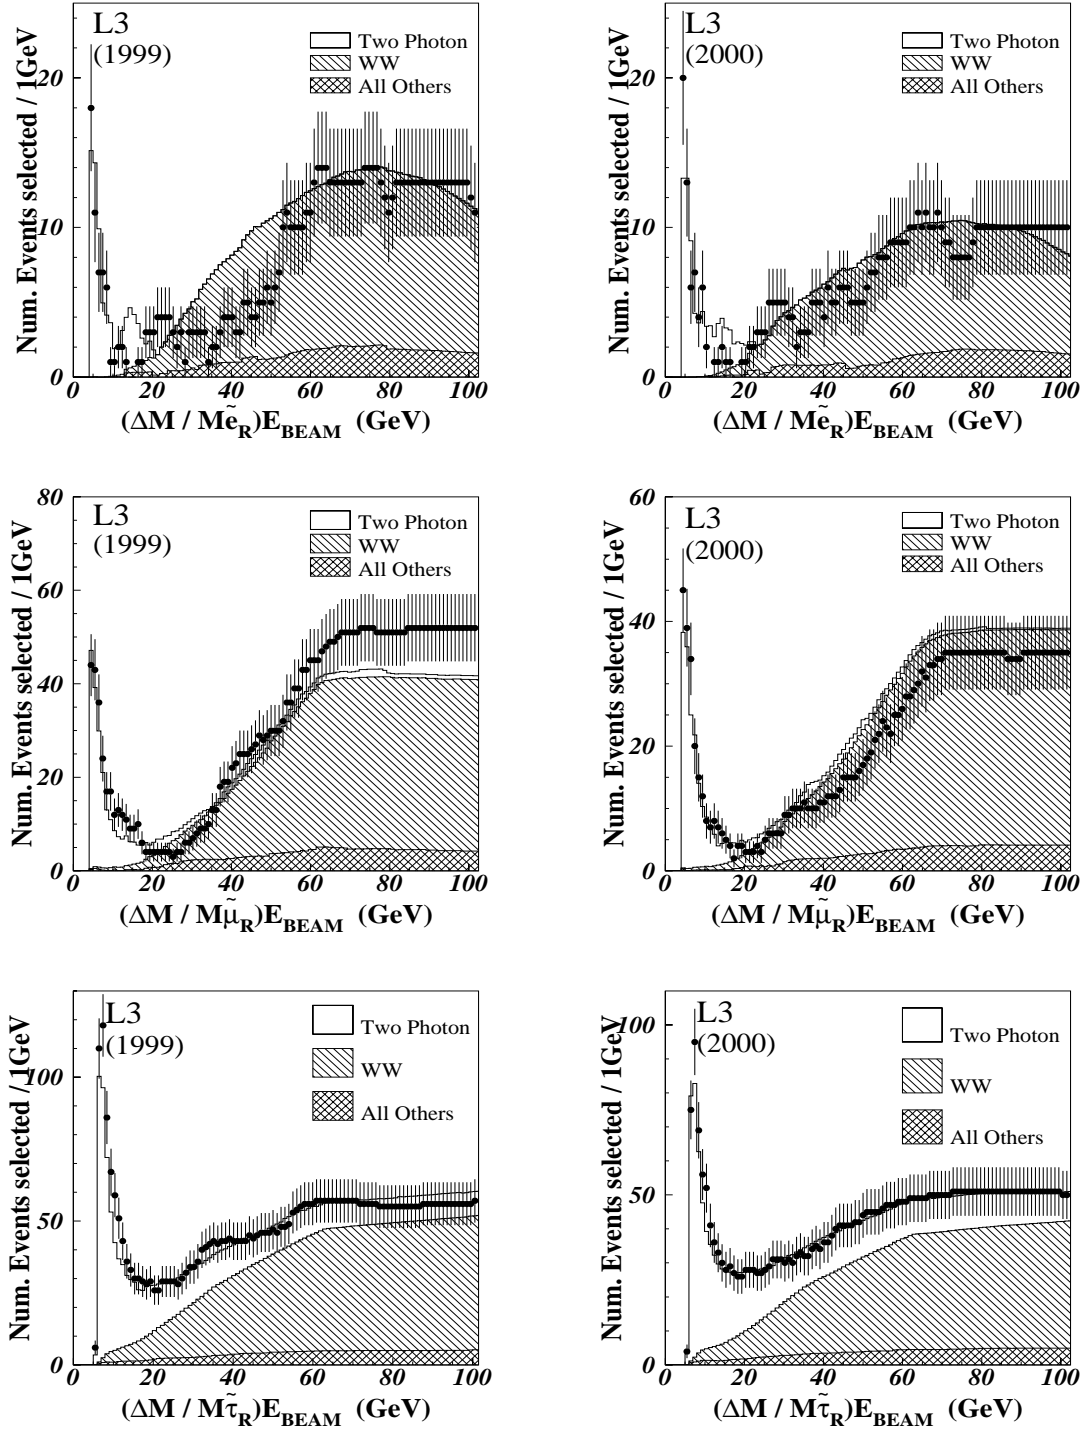 L3
(1999)
Two Photon
WW
All Others
Num. Events selected / 1GeV
20
10
0
0 20 40 60 80 100
(ΔM / Mẽ_R)E_BEAM (GeV)
L3
(2000)
Two Photon
WW
All Others
Num. Events selected / 1GeV
20
10
0
0 20 40 60 80 100
(ΔM / Mẽ_R)E_BEAM (GeV)
L3
(1999)
Two Photon
WW
All Others
Num. Events selected / 1GeV
80
60
40
20
0
0 20 40 60 80 100
(ΔM / Mμ̃_R)E_BEAM (GeV)
L3
(2000)
Two Photon
WW
All Others
Num. Events selected / 1GeV
60
40
20
0
0 20 40 60 80 100
(ΔM / Mμ̃_R)E_BEAM (GeV)
L3
(1999)
Two Photon
WW
All Others
Num. Events selected / 1GeV
100
50
0
0 20 40 60 80 100
(ΔM / Mτ̃_R)E_BEAM (GeV)
L3
(2000)
Two Photon
WW
All Others
Num. Events selected / 1GeV
100
50
0
0 20 40 60 80 100
(ΔM / Mτ̃_R)E_BEAM (GeV)